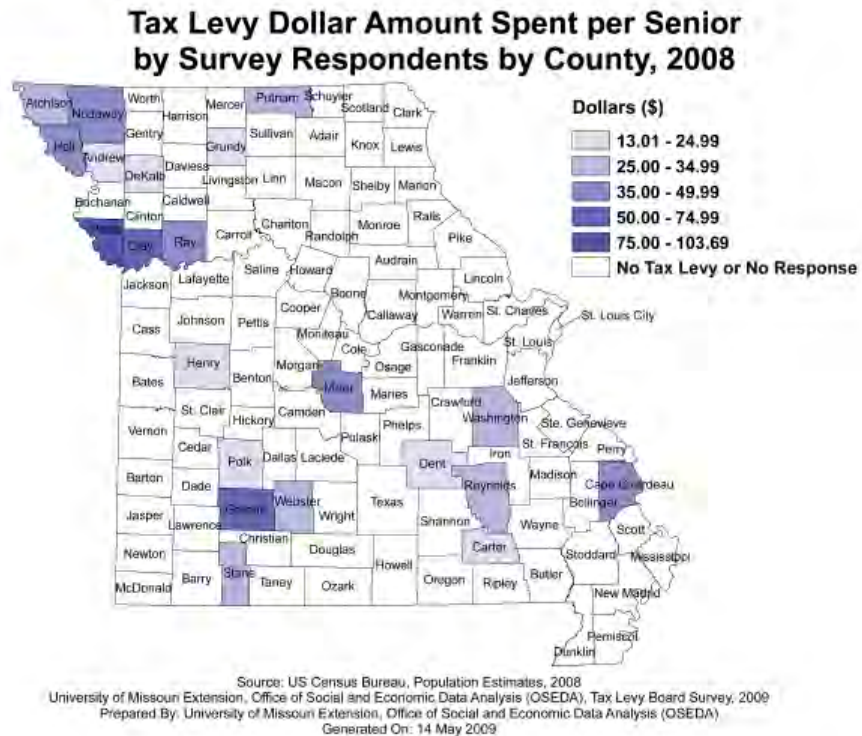 Tax Levy Dollar Amount Spent per Senior
by Survey Respondents by County, 2008
Atchison
Nodaway
Worth
Harrison
Mercer
Putnam
Schuyler
Scotland
Clark
Holt
Andrew
Gentry
Grundy
Sullivan
Adair
Knox
Lewis
DeKalb
Daviess
Livingston
Linn
Macon
Shelby
Marion
Buchanan
Clinton
Caldwell
Clay
Ray
Carroll
Chariton
Randolph
Monroe
Ralls
Pike
Jackson
Lafayette
Saline
Howard
Boone
Audrain
Callaway
Montgomery
Lincoln
Warren
St. Charles
St. Louis City
St. Louis
Cass
Johnson
Pettis
Cooper
Moniteau
Cole
Osage
Gasconade
Franklin
Jefferson
Bates
Henry
Benton
Morgan
Miller
Maries
Crawford
Washington
Ste. Genevieve
St. Francois
Perry
Vernon
St. Clair
Hickory
Camden
Pulaski
Phelps
Dent
Iron
Madison
Cape Girardeau
Bollinger
Cedar
Polk
Dallas
Laclede
Texas
Reynolds
Barton
Dade
Greene
Webster
Wright
Shannon
Wayne
Scott
Jasper
Lawrence
Christian
Douglas
Howell
Carter
Stoddard
Mississippi
Newton
Barry
Stone
Taney
Ozark
Oregon
Ripley
Butler
McDonald
New Madrid
Pemiscot
Dunklin
Dollars ($)
13.01 - 24.99
25.00 - 34.99
35.00 - 49.99
50.00 - 74.99
75.00 - 103.69
No Tax Levy or No Response
Source: US Census Bureau, Population Estimates, 2008
University of Missouri Extension, Office of Social and Economic Data Analysis (OSEDA), Tax Levy Board Survey, 2009
Prepared By: University of Missouri Extension, Office of Social and Economic Data Analysis (OSEDA)
Generated On: 14 May 2009